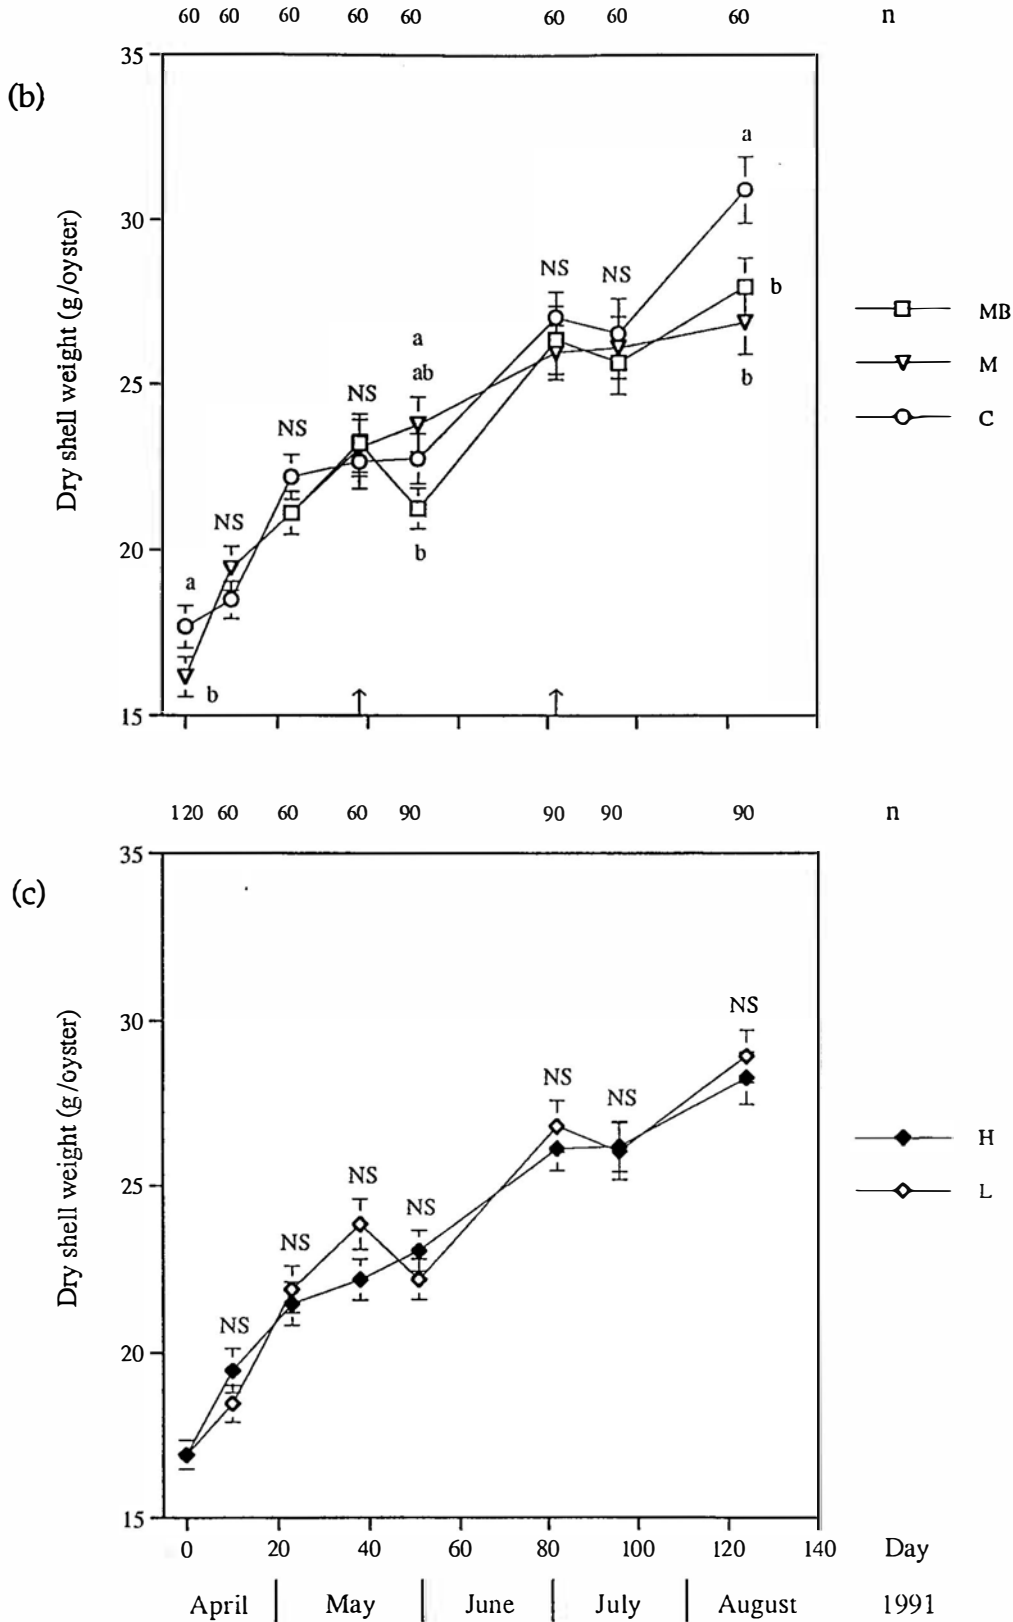 60 60 60 60 60 60 60 60 n
(b)
35
a
30
NS NS
b
MB
a
M
25
ab
b
NS
C
NS
NS
20
b
a
b
15
Dry shell weight (g/oyster)
120 60 60 60 90 90 90 90 n
35
(c)
30
NS
NS
NS
H
25
NS
L
NS
NS
NS
20
15
Dry shell weight (g/oyster)
0 20 40 60 80 100 120 140 Day
April May June July August 1991